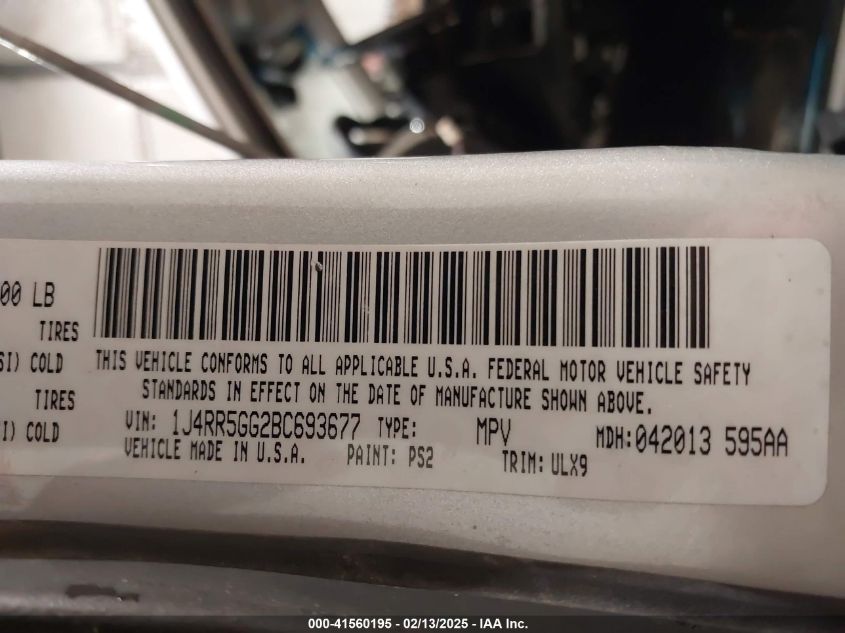 00 LB
TIRES
SI) COLD
THIS VEHICLE CONFORMS TO ALL APPLICABLE U.S.A. FEDERAL MOTOR VEHICLE SAFETY
STANDARDS IN EFFECT ON THE DATE OF MANUFACTURE SHOWN ABOVE.
TIRES
I) COLD
VIN: 1J4RR5GG2BC693677 TYPE: MPV MDH: 042013 595AA
VEHICLE MADE IN U.S.A. PAINT: PS2 TRIM: ULX9
000-41560195 - 02/13/2025 - IAA Inc.